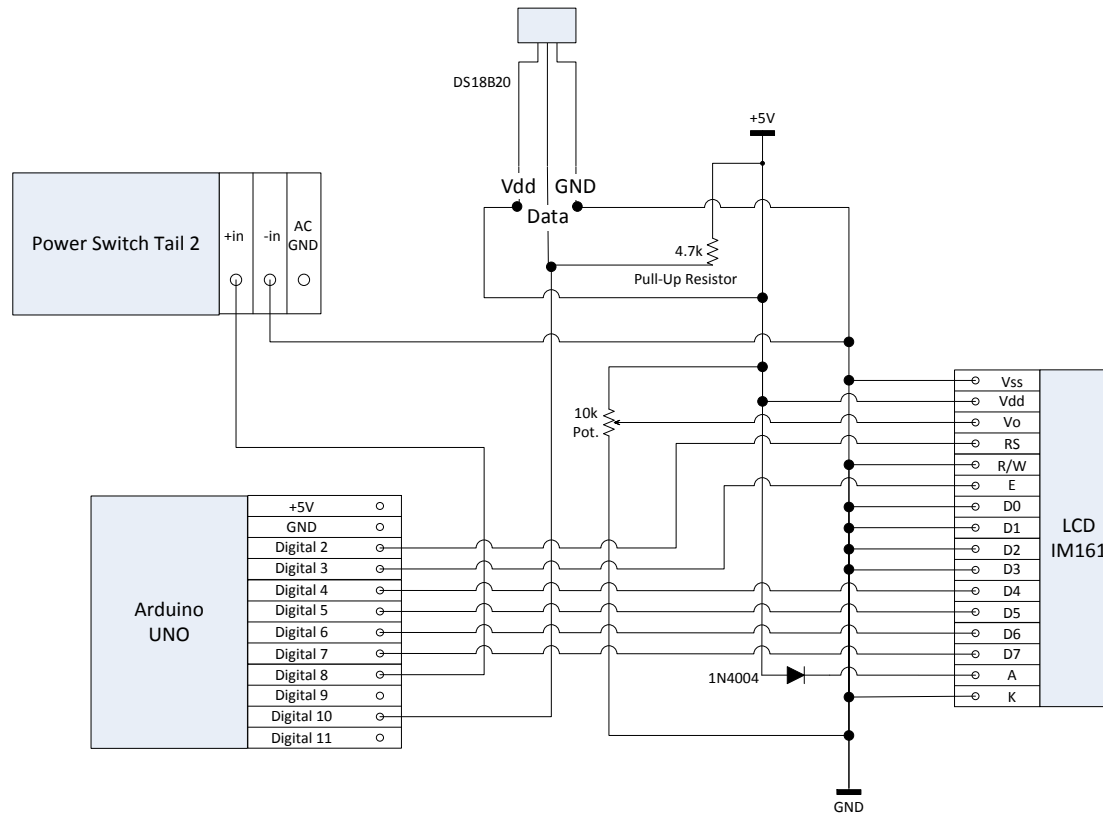 DS18B20
+5V
Vdd GND
Data
Power Switch Tail 2
+in
-in
AC
GND
4.7k
Pull-Up Resistor
10k
Pot.
Vss
Vdd
Vo
RS
R/W
E
D0
D1
D2
D3
D4
D5
D6
D7
A
K
LCD
IM161
Arduino
UNO
+5V
GND
Digital 2
Digital 3
Digital 4
Digital 5
Digital 6
Digital 7
Digital 8
Digital 9
Digital 10
Digital 11
1N4004
GND